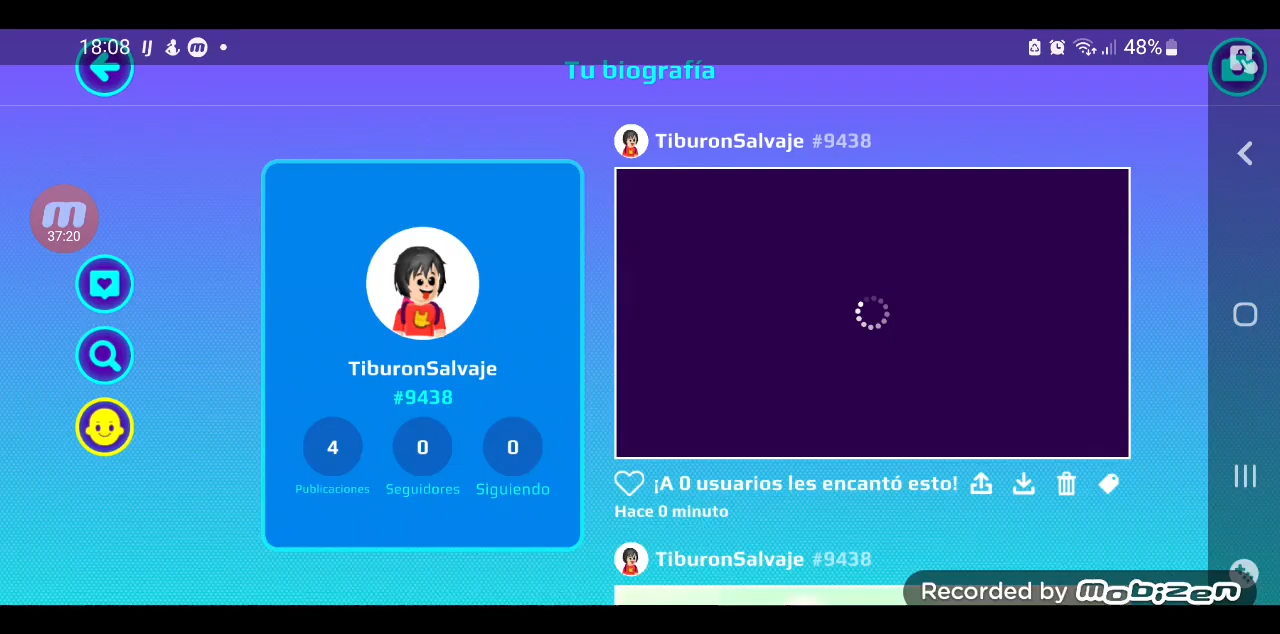 18:08
48%
Tu biografía
TiburonSalvaje #9438
37:20
TiburonSalvaje
#9438
4 0 0
Publicaciones Seguidores Siguiendo
¡A 0 usuarios les encantó esto!
Hace 0 minuto
TiburonSalvaje #9438
Recorded by mobizen